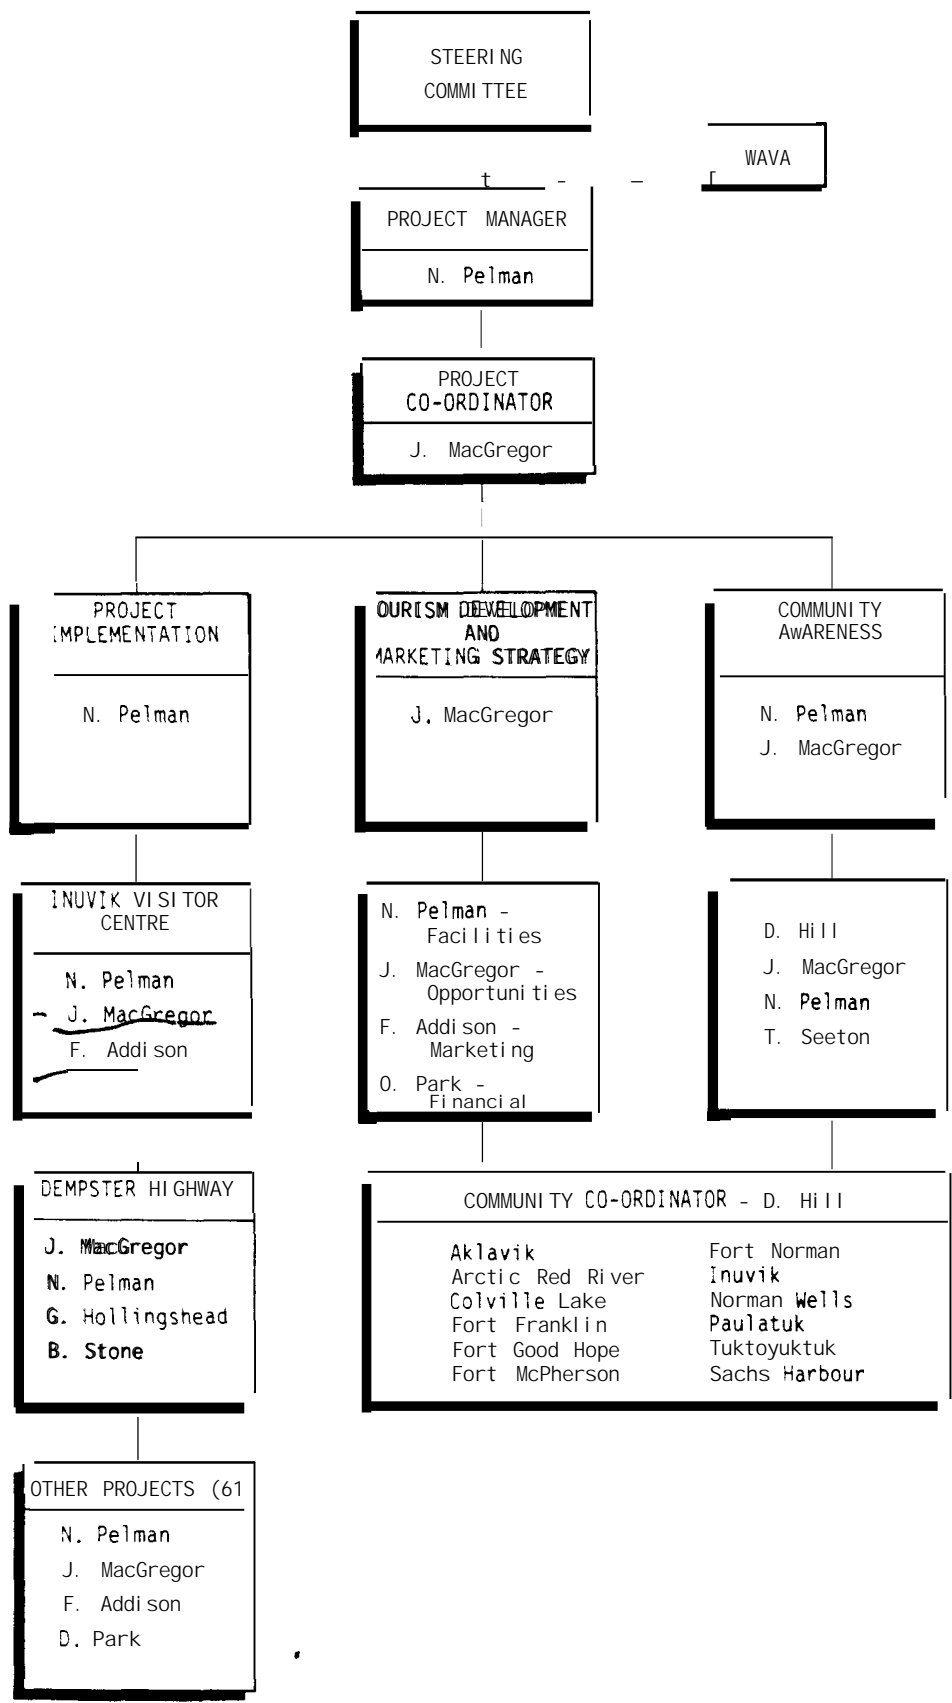 STEERING
COMMITTEE
WAVA
PROJECT MANAGER
N. Pelman
PROJECT
CO-ORDINATOR
J. MacGregor
PROJECT
IMPLEMENTATION
N. Pelman
OURISM DEVELOPMENT
AND
MARKETING STRATEGY
J. MacGregor
COMMUNITY
AwARENESS
N. Pelman
J. MacGregor
INUVIK VISITOR
CENTRE
N. Pelman
J. MacGregor
F. Addison
N. Pelman -
Facilities
J. MacGregor -
Opportunities
F. Addison -
Marketing
O. Park -
Financial
D. Hill
J. MacGregor
N. Pelman
T. Seeton
DEMPSTER HIGHWAY
J. MacGregor
N. Pelman
G. Hollingshead
B. Stone
COMMUNITY CO-ORDINATOR - D. Hill
Aklavik
Arctic Red River
Colville Lake
Fort Franklin
Fort Good Hope
Fort McPherson
Fort Norman
Inuvik
Norman Wells
Paulatuk
Tuktoyuktuk
Sachs Harbour
OTHER PROJECTS (61
N. Pelman
J. MacGregor
F. Addison
D. Park